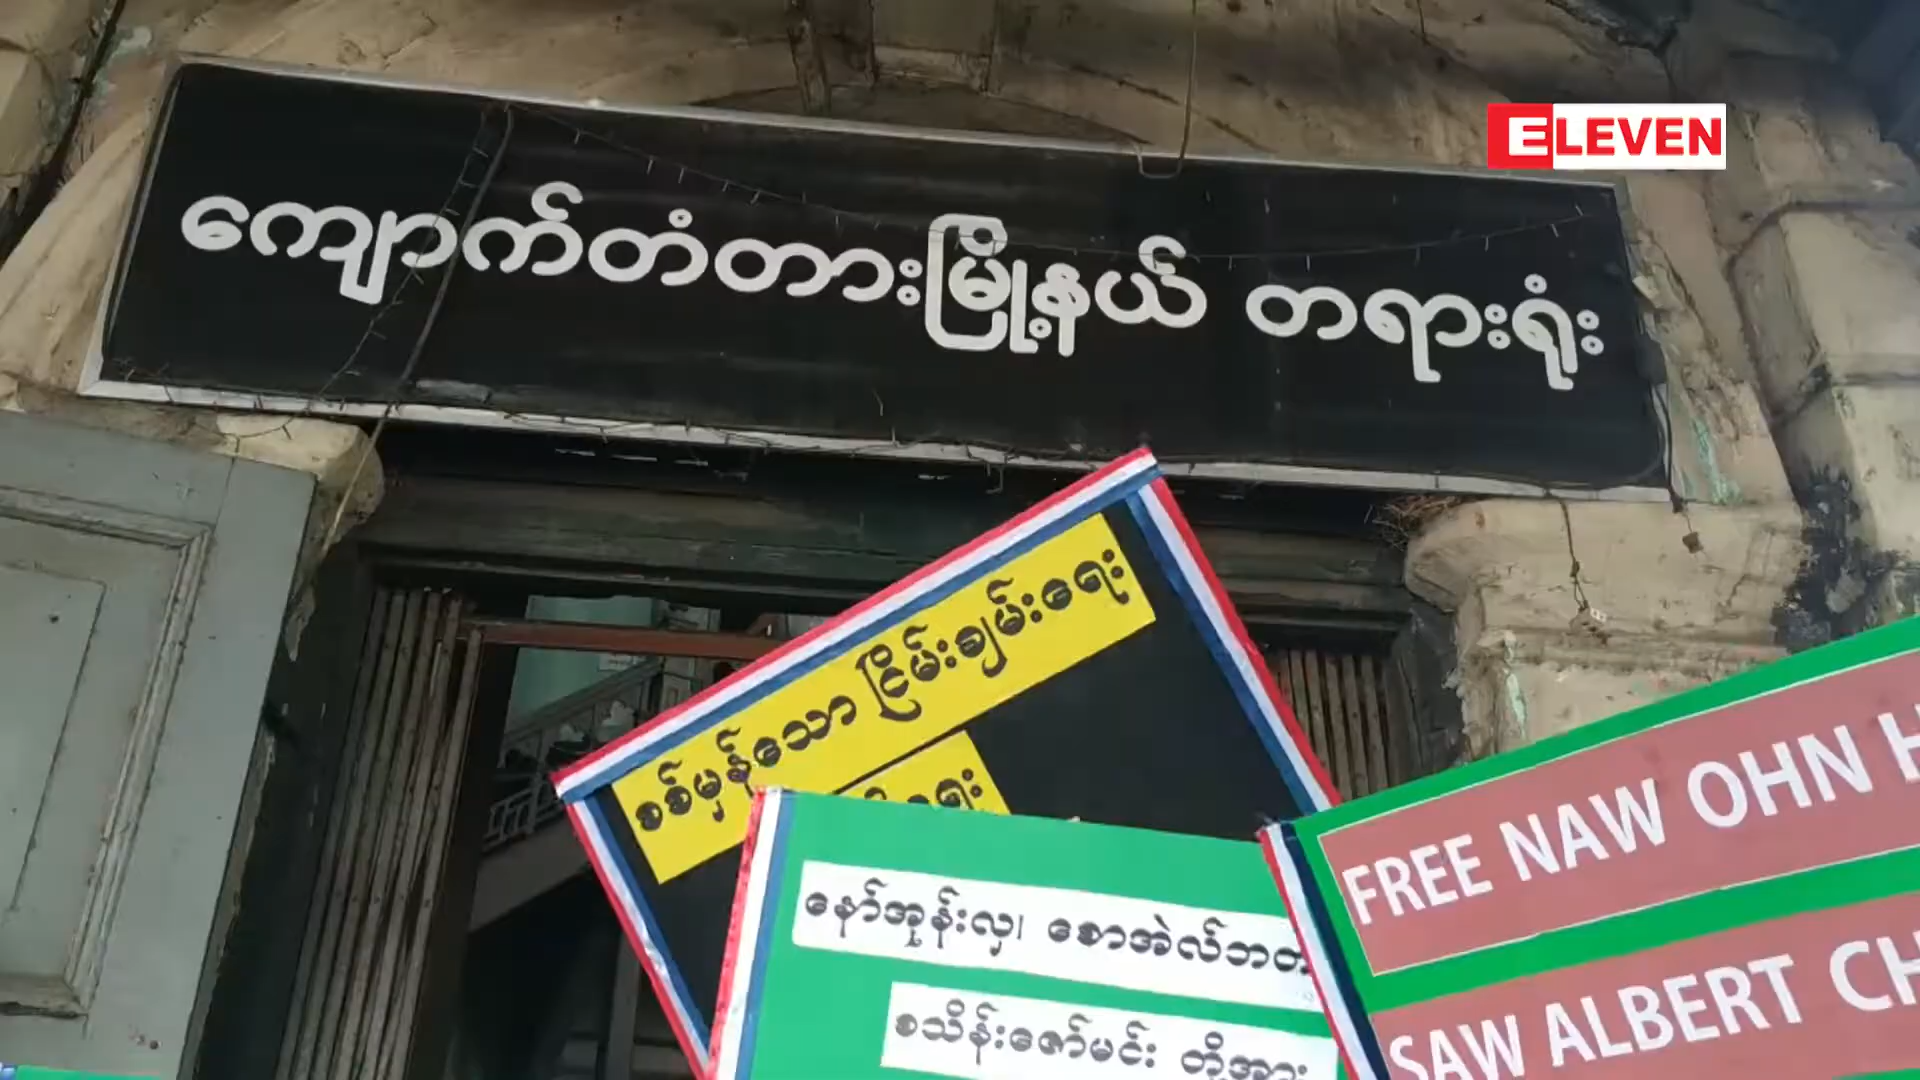 ELEVEN
ကျောက်တံတားမြို့နယ် တရားရုံး
စစ်မှန်သော ငြိမ်းချမ်းရေး
နော်အုန်းလှ၊ စောအဲလ်ဘတ်
စသိန်းဇော်မင်း တို့အား
FREE NAW OHN
SAW ALBERT